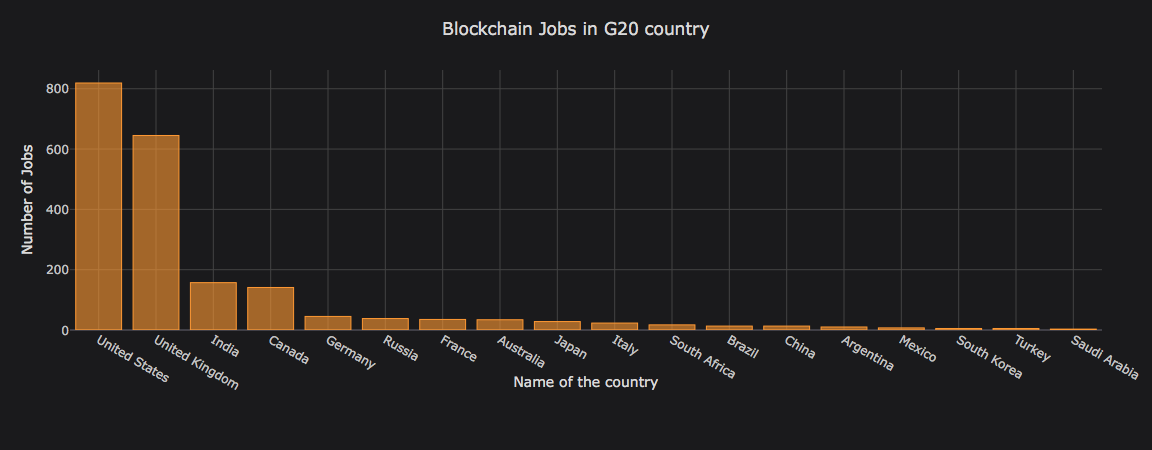 Blockchain Jobs in G20 country
Number of Jobs
800
600
400
200
0
United States
United Kingdom
India
Canada
Germany
Russia
France
Australia
Japan
Italy
South Africa
Brazil
China
Argentina
Mexico
South Korea
Turkey
Saudi Arabia
Name of the country